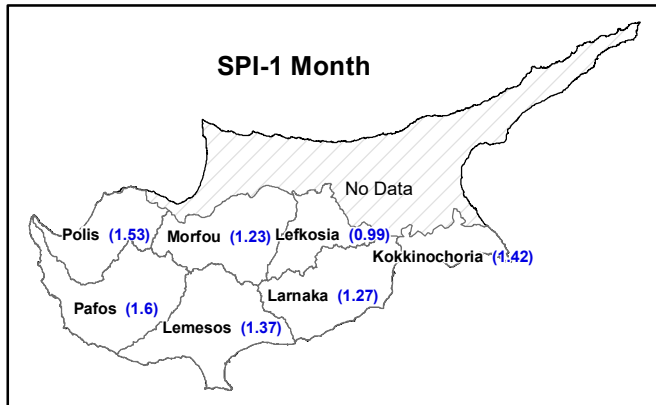 SPI-1 Month
No Data
Polis (1.53)
Morfou (1.23)
Lefkosia (0.99)
Kokkinochoria (1.42)
Pafos (1.6)
Larnaka (1.27)
Lemesos (1.37)